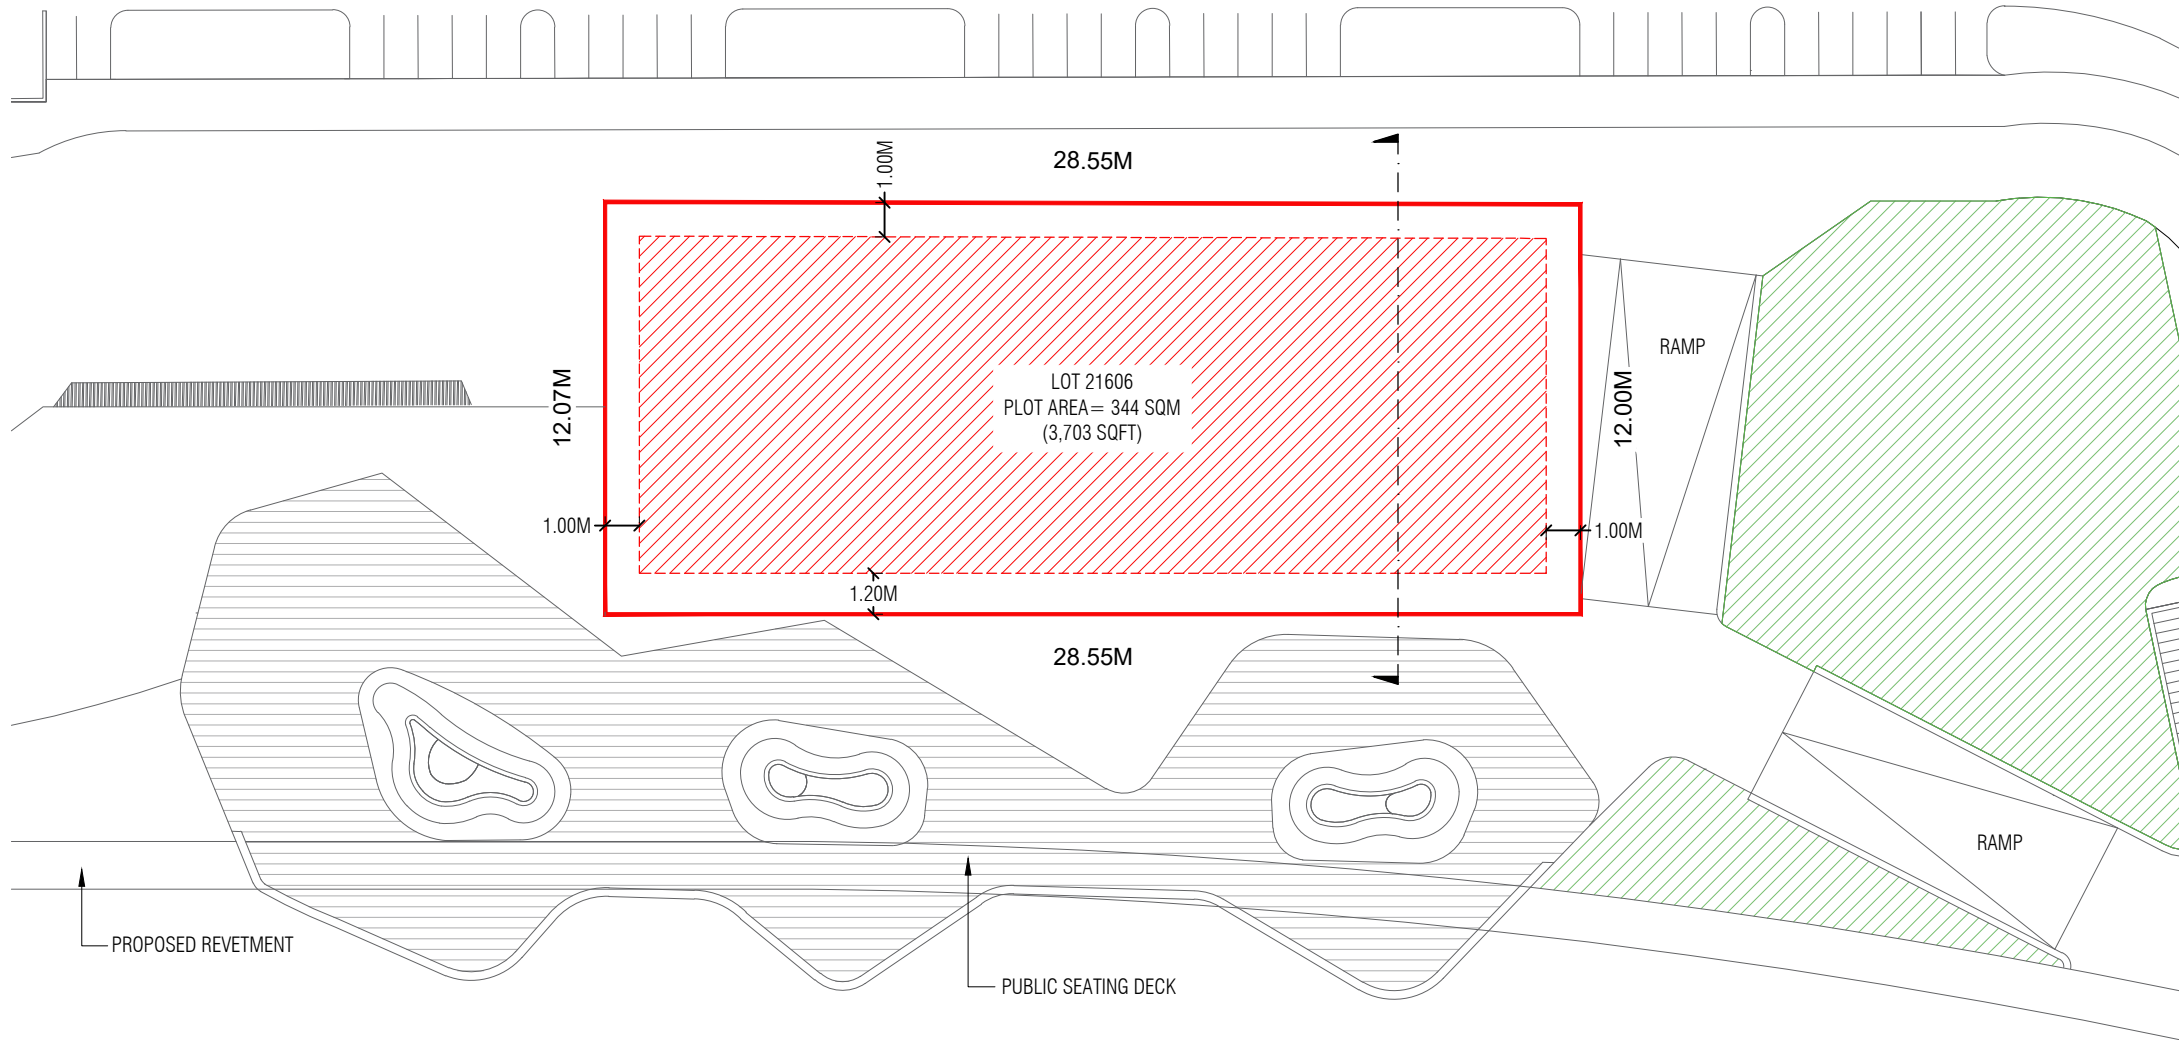 1.00M
28.55M
12.07M
LOT 21606
PLOT AREA= 344 SQM
(3,703 SQFT)
12.00M
RAMP
1.00M
1.00M
1.20M
28.55M
RAMP
PROPOSED REVETMENT
PUBLIC SEATING DECK